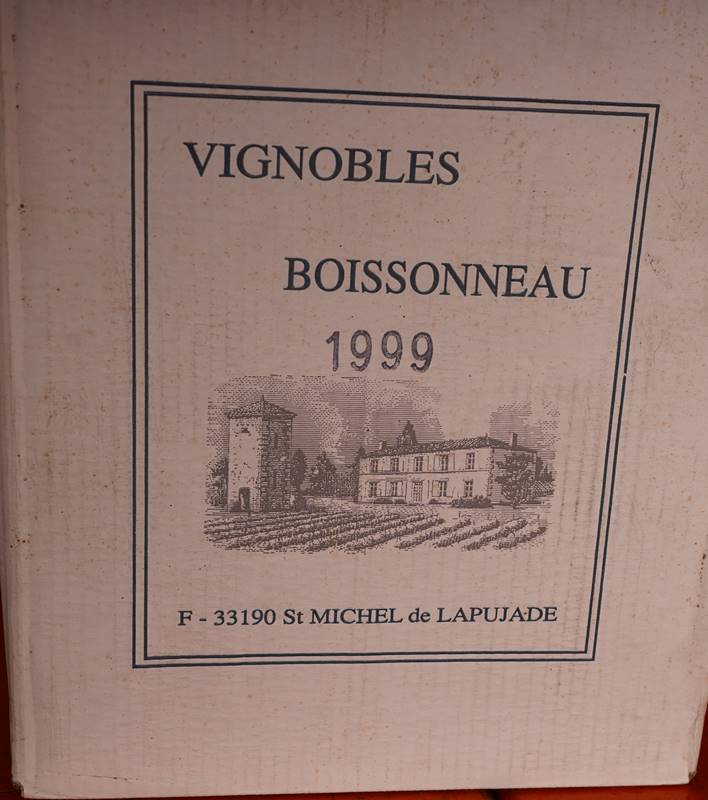 VIGNOBLES
BOISSONNEAU
1999
F - 33190 St MICHEL de LAPUJADE